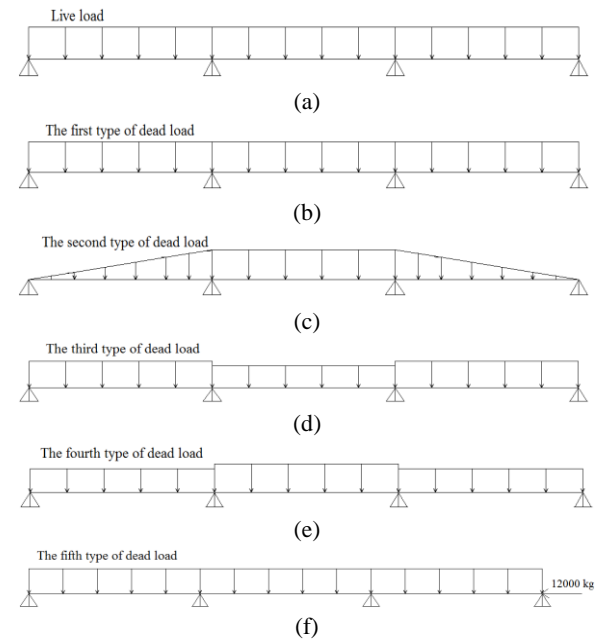 Live load
(a)
The first type of dead load
(b)
The second type of dead load
(c)
The third type of dead load
(d)
The fourth type of dead load
(e)
The fifth type of dead load
12000 kg
(f)